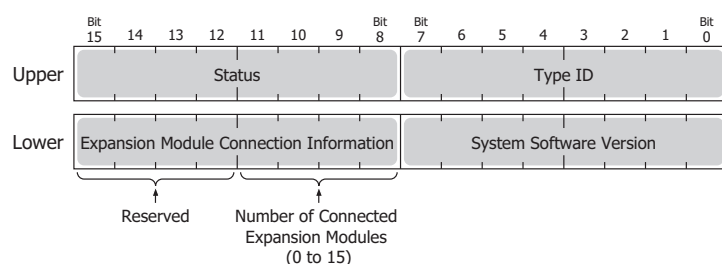 Bit Bit Bit Bit
15 14 13 12 11 10 9 8 7 6 5 4 3 2 1 0
Upper Status Type ID
Lower Expansion Module Connection Information System Software Version
Reserved Number of Connected
Expansion Modules
(0 to 15)